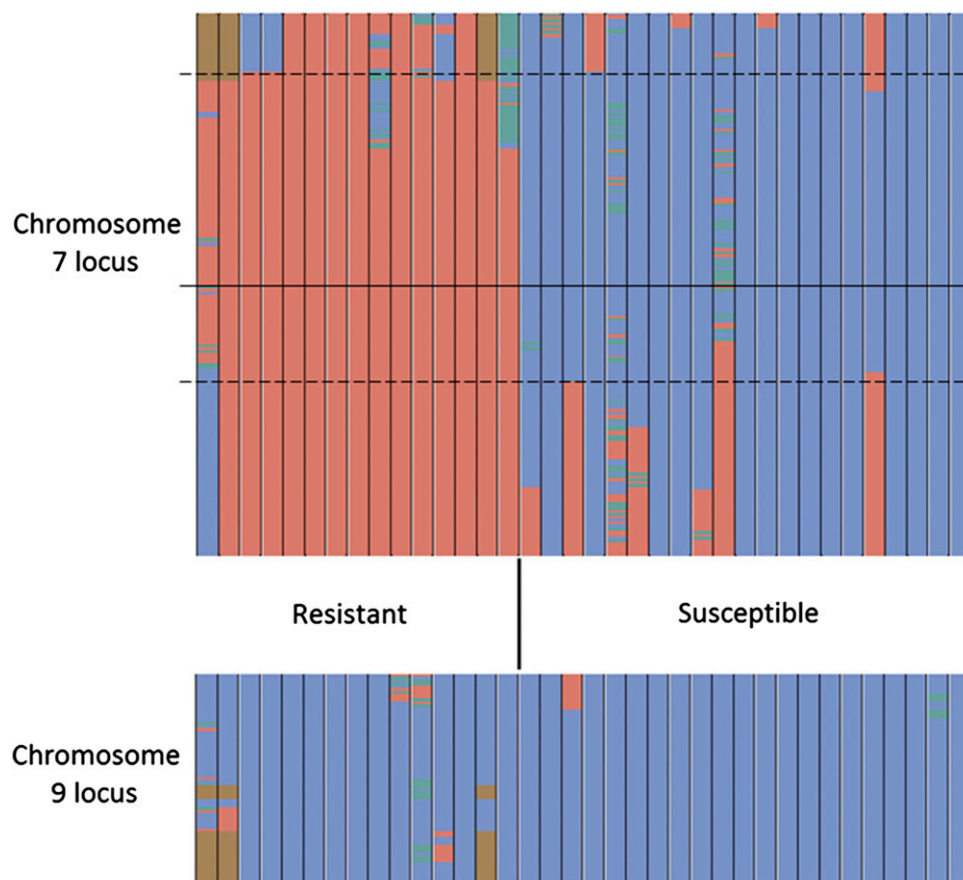 Chromosome
7 locus
Resistant
Susceptible
Chromosome
9 locus